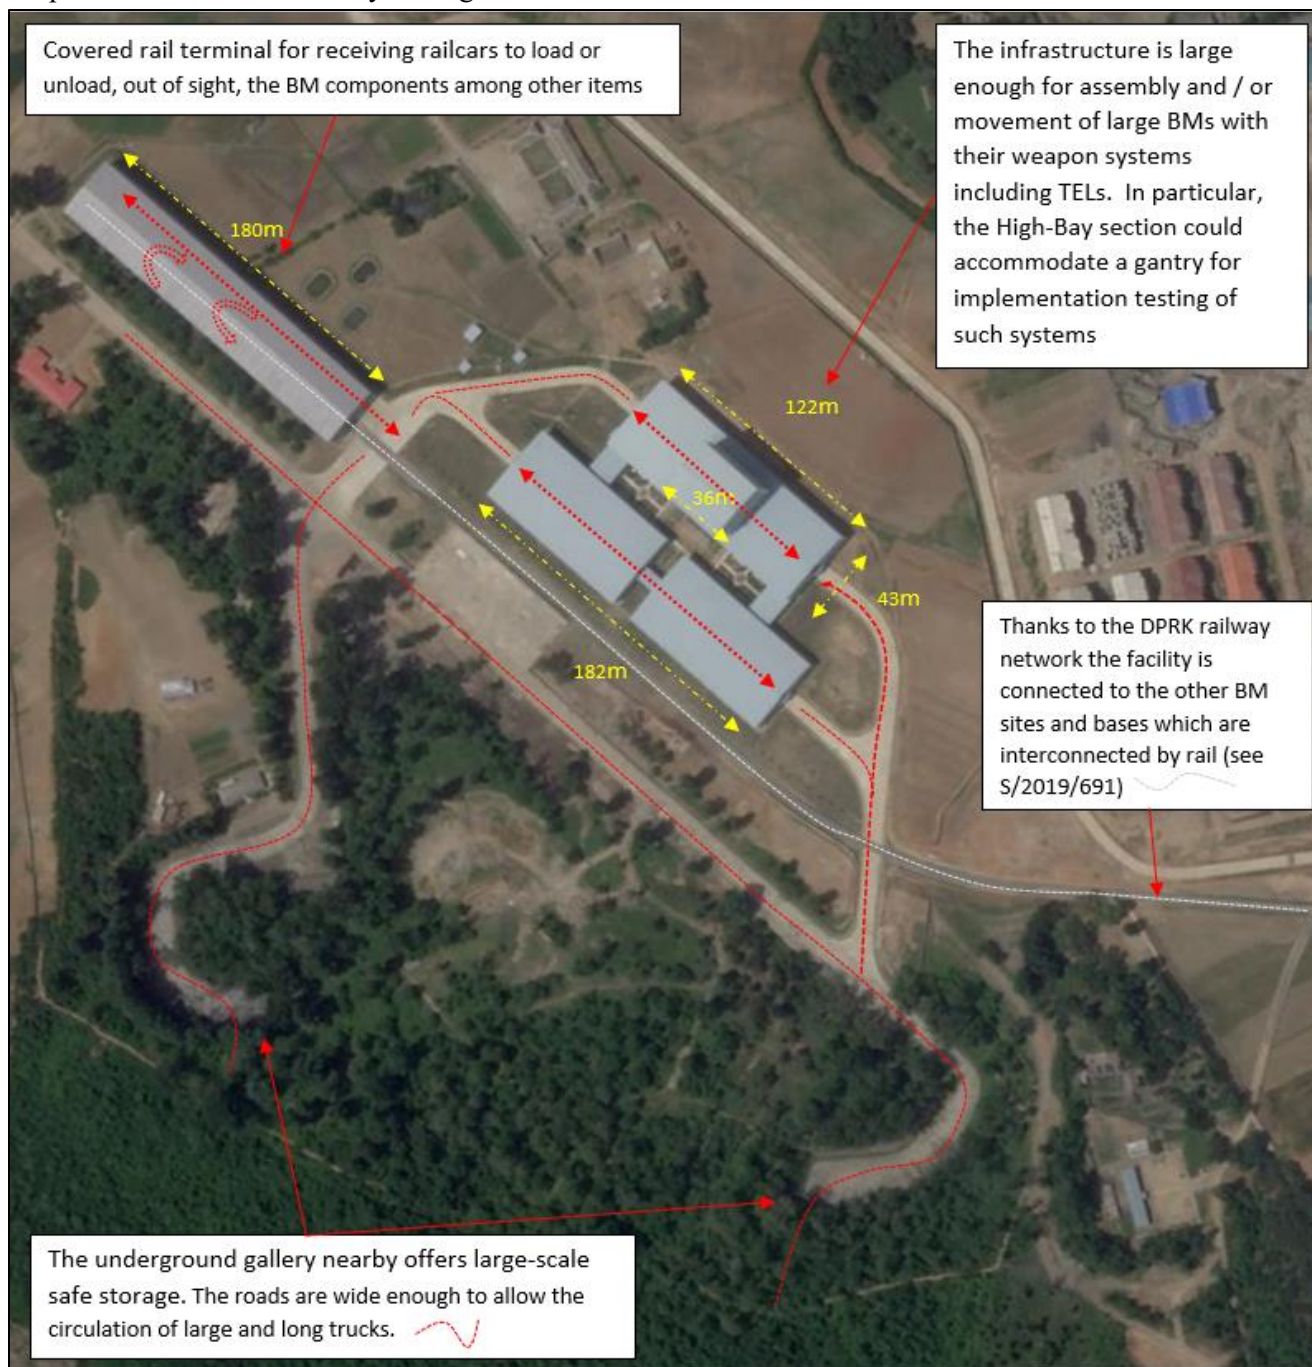 Covered rail terminal for receiving railcars to load or
unload, out of sight, the BM components among other items
The infrastructure is large
enough for assembly and / or
movement of large BMs with
their weapon systems
including TELs. In particular,
the High-Bay section could
accommodate a gantry for
implementation testing of
such systems
180m
122m
36m
43m
182m
Thanks to the DPRK railway
network the facility is
connected to the other BM
sites and bases which are
interconnected by rail (see
S/2019/691)
The underground gallery nearby offers large-scale
safe storage. The roads are wide enough to allow the
circulation of large and long trucks.